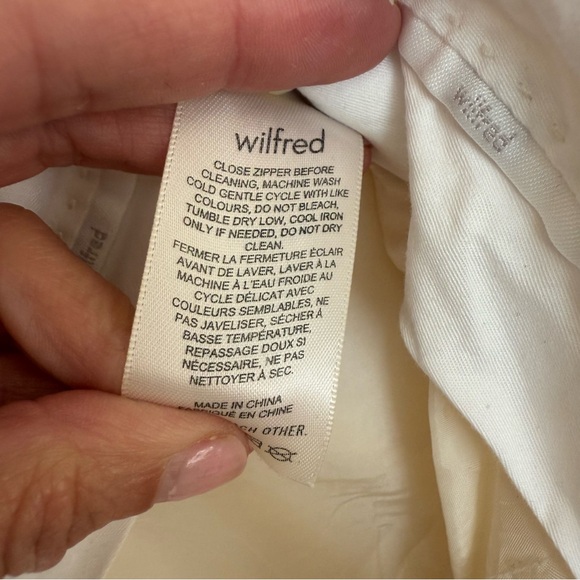 wilfred
CLOSE ZIPPER BEFORE
CLEANING, MACHINE WASH
COLD GENTLE CYCLE WITH LIKE
COLOURS, DO NOT BLEACH,
TUMBLE DRY LOW, COOL IRON
ONLY IF NEEDED, DO NOT DRY
CLEAN.
FERMER LA FERMETURE ÉCLAIR
AVANT DE LAVER, LAVER À LA
MACHINE À L'EAU FROIDE AU
CYCLE DÉLICAT AVEC
COULEURS SEMBLABLES, NE
PAS JAVELISER, SÉCHER À
BASSE TEMPÉRATURE,
REPASSAGE DOUX SI
NÉCESSAIRE, NE PAS
NETTOYER À SEC.
MADE IN CHINA
FABRIQUÉ EN CHINE
OTHER.
wilfred
wilfred